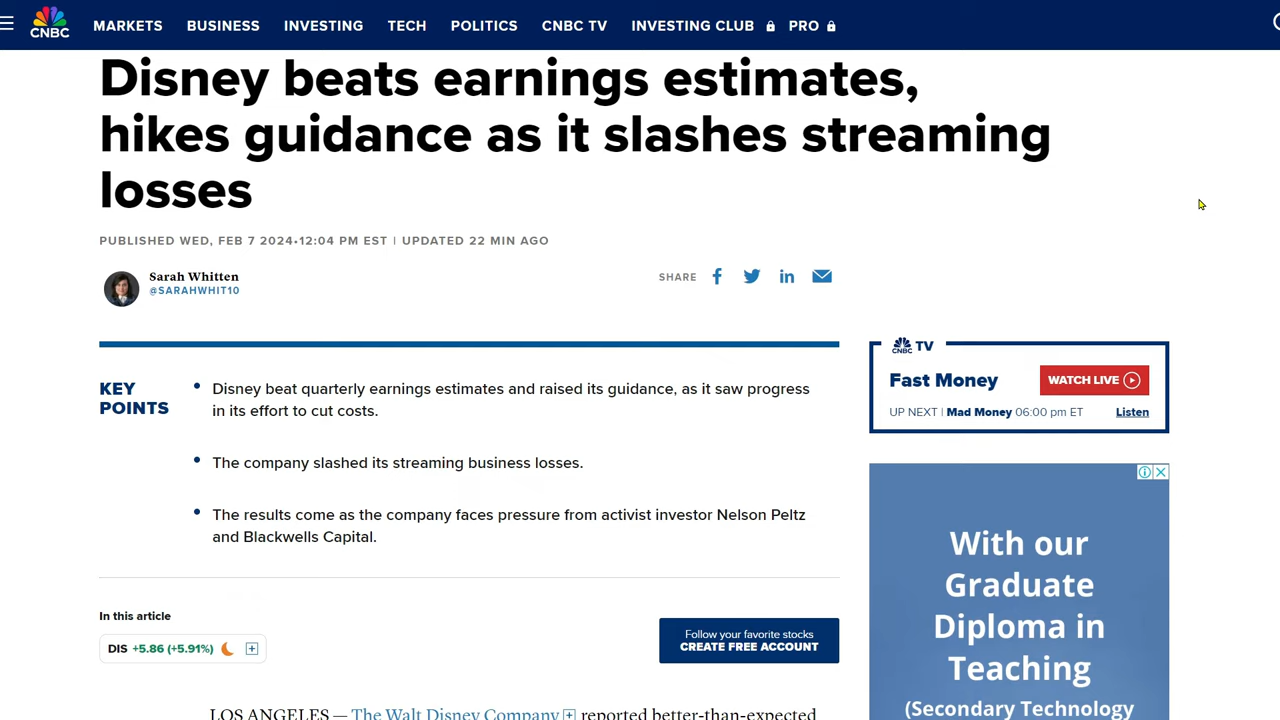 CNBC
MARKETS BUSINESS INVESTING TECH POLITICS CNBC TV INVESTING CLUB PRO
Disney beats earnings estimates,
hikes guidance as it slashes streaming
losses
PUBLISHED WED, FEB 7 2024•12:04 PM EST | UPDATED 22 MIN AGO
Sarah Whitten
@SARAHWHIT10
SHARE
KEY
POINTS
Disney beat quarterly earnings estimates and raised its guidance, as it saw progress
in its effort to cut costs.
The company slashed its streaming business losses.
The results come as the company faces pressure from activist investor Nelson Peltz
and Blackwells Capital.
In this article
DIS +5.86 (+5.91%)
Follow your favorite stocks
CREATE FREE ACCOUNT
LOS ANGELES — The Walt Disney Company reported better-than-expected
CNBC TV
Fast Money
WATCH LIVE
UP NEXT | Mad Money 06:00 pm ET
Listen
With our
Graduate
Diploma in
Teaching
(Secondary Technology